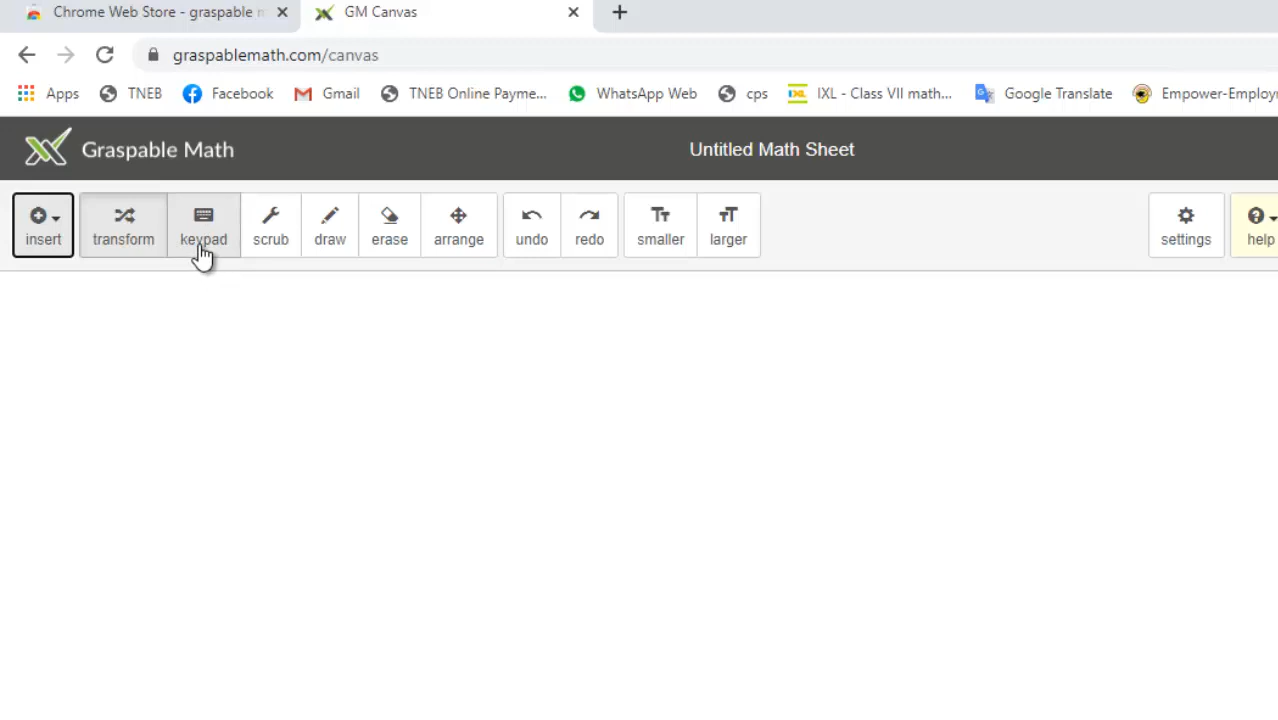 Chrome Web Store - graspable m GM Canvas
graspablemath.com/canvas
Apps TNEB Facebook Gmail TNEB Online Payme... WhatsApp Web cps IXL - Class VII math... Google Translate Empower-Employ
Graspable Math Untitled Math Sheet
insert transform keypad scrub draw erase arrange undo redo smaller larger settings help